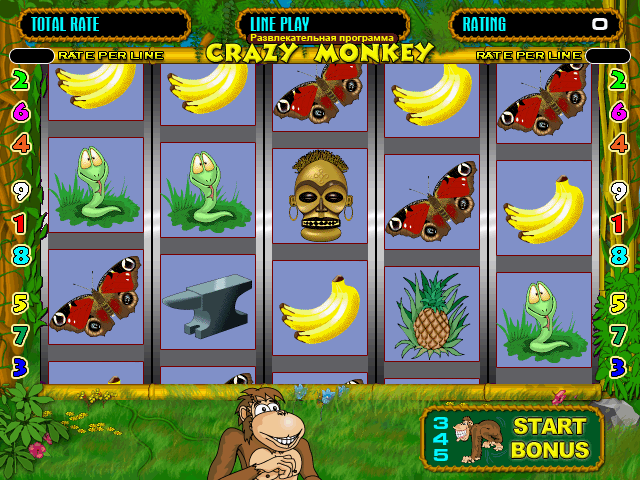 TOTAL RATE
LINE PLAY
RATING 0
Развлекательная программа
CRAZY MONKEY
RATE PER LINE
RATE PER LINE
2 2
6 6
4 4
9 9
1 1
8 8
5 5
7 7
3 3
3
4
5
START
BONUS